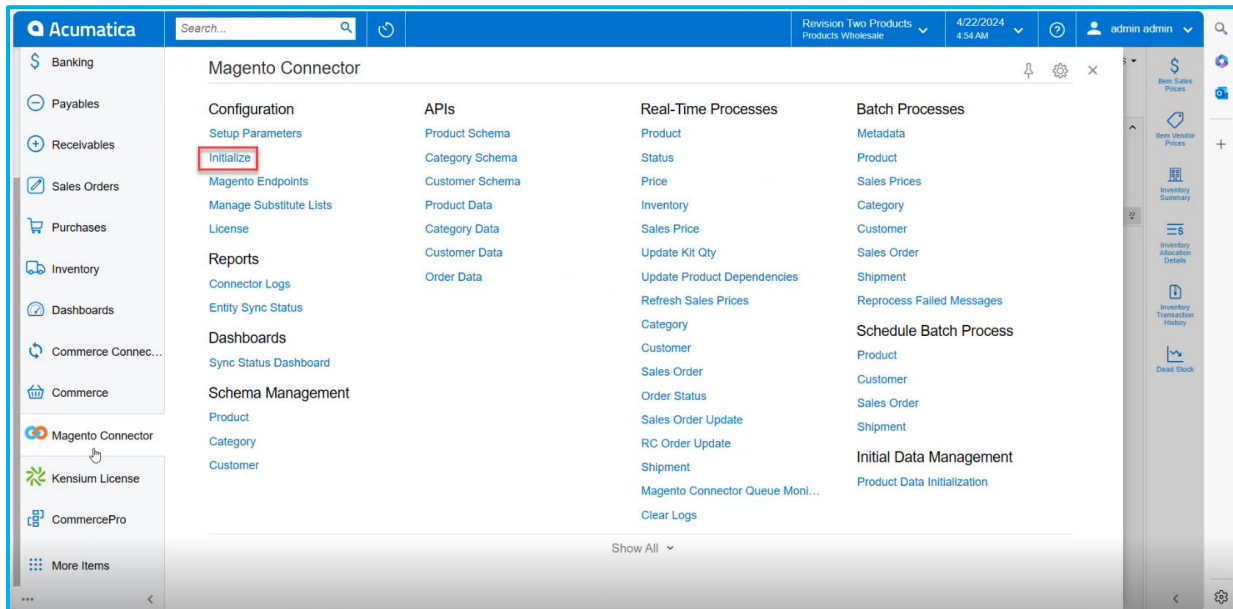 Acumatica
Search...
Revision Two Products
Products Wholesale
4/22/2024
4:54 AM
admin admin
Banking
Payables
Receivables
Sales Orders
Purchases
Inventory
Dashboards
Commerce Connec...
Commerce
Magento Connector
Kensium License
CommercePro
More Items
Magento Connector
Configuration
Setup Parameters
Initialize
Magento Endpoints
Manage Substitute Lists
License
Reports
Connector Logs
Entity Sync Status
Dashboards
Sync Status Dashboard
Schema Management
Product
Category
Customer
APIs
Product Schema
Category Schema
Customer Schema
Product Data
Category Data
Customer Data
Order Data
Real-Time Processes
Product
Status
Price
Inventory
Sales Price
Update Kit Qty
Update Product Dependencies
Refresh Sales Prices
Category
Customer
Sales Order
Order Status
Sales Order Update
RC Order Update
Shipment
Magento Connector Queue Moni...
Clear Logs
Batch Processes
Metadata
Product
Sales Prices
Category
Customer
Sales Order
Shipment
Reprocess Failed Messages
Schedule Batch Process
Product
Customer
Sales Order
Shipment
Initial Data Management
Product Data Initialization
Show All
Item Sales
Prices
Item Vendor
Prices
Inventory
Summary
Inventory
Allocation
Details
Inventory
Transaction
History
Dead Stock